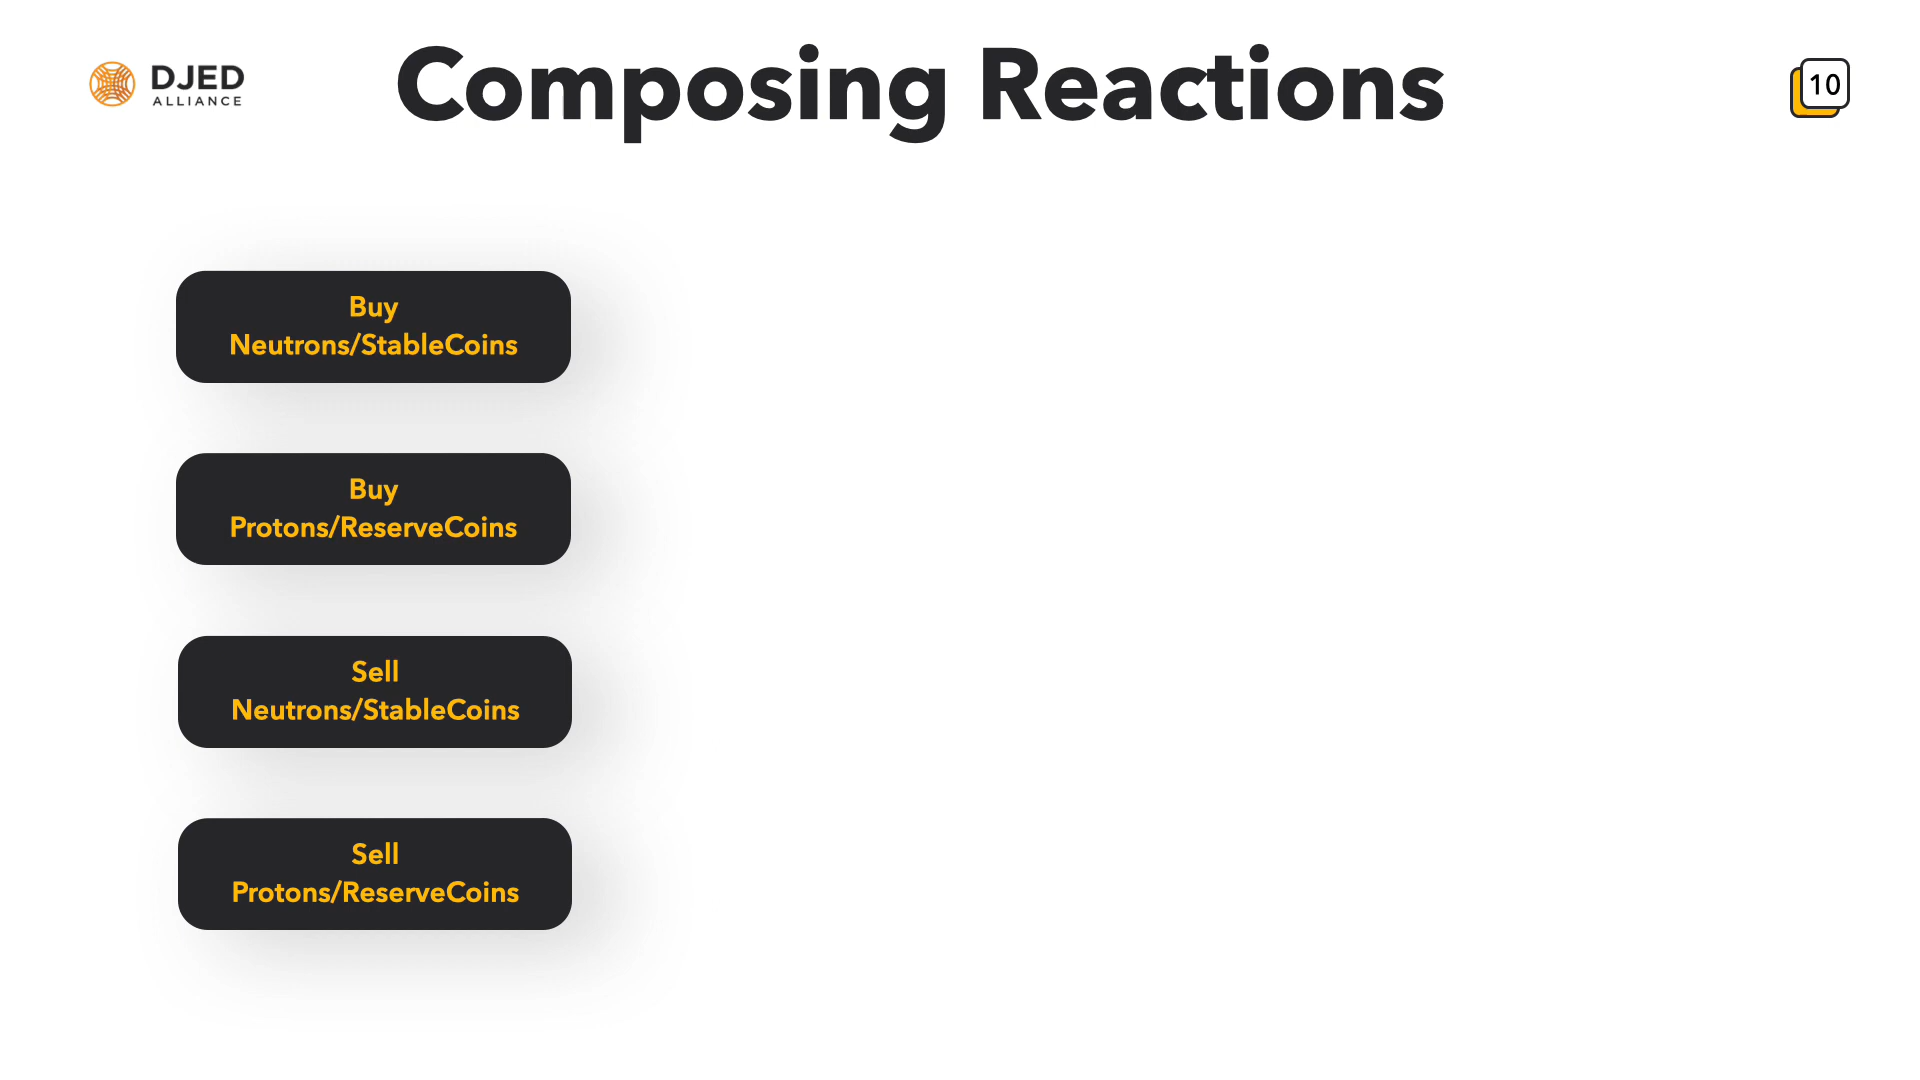 DJED
ALLIANCE
Composing Reactions
10
Buy
Neutrons/StableCoins
Buy
Protons/ReserveCoins
Sell
Neutrons/StableCoins
Sell
Protons/ReserveCoins